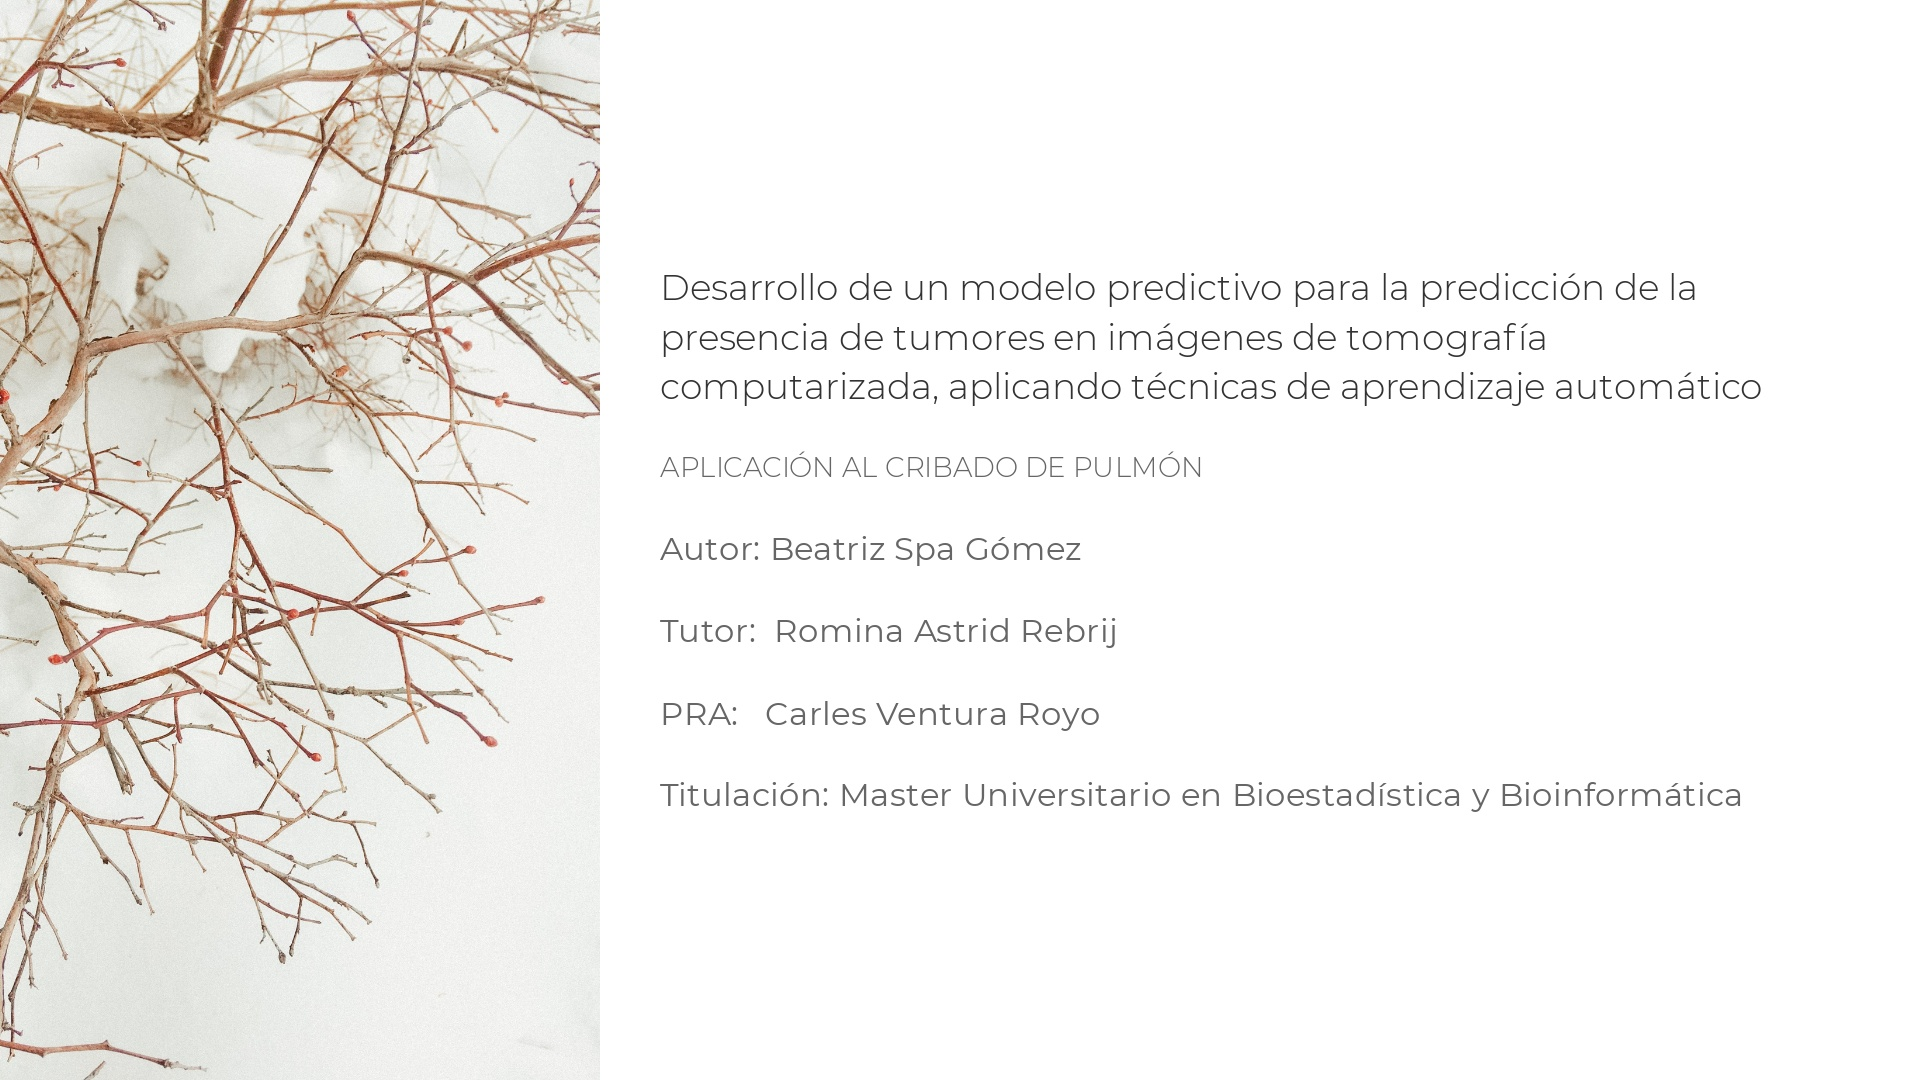 Desarrollo de un modelo predictivo para la predicción de la
presencia de tumores en imágenes de tomografía
computarizada, aplicando técnicas de aprendizaje automático
APLICACIÓN AL CRIBADO DE PULMÓN
Autor: Beatriz Spa Gómez
Tutor: Romina Astrid Rebrij
PRA: Carles Ventura Royo
Titulación: Master Universitario en Bioestadística y Bioinformática